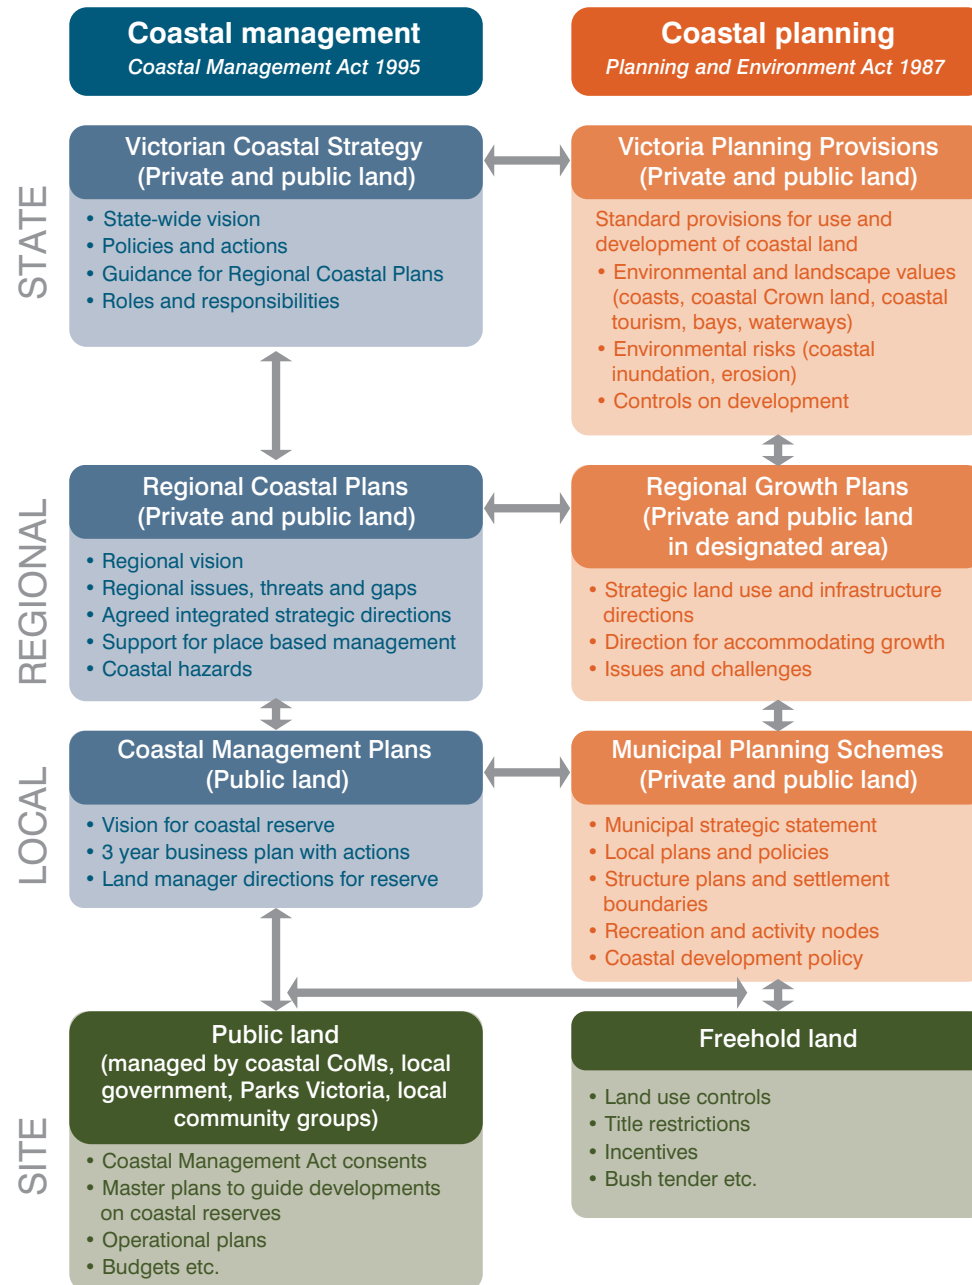 Coastal management
Coastal Management Act 1995
Coastal planning
Planning and Environment Act 1987
STATE
Victorian Coastal Strategy
(Private and public land)
• State-wide vision
• Policies and actions
• Guidance for Regional Coastal Plans
• Roles and responsibilities
Victoria Planning Provisions
(Private and public land)
Standard provisions for use and
development of coastal land
• Environmental and landscape values
(coasts, coastal Crown land, coastal
tourism, bays, waterways)
• Environmental risks (coastal
inundation, erosion)
• Controls on development
REGIONAL
Regional Coastal Plans
(Private and public land)
• Regional vision
• Regional issues, threats and gaps
• Agreed integrated strategic directions
• Support for place based management
• Coastal hazards
Regional Growth Plans
(Private and public land
in designated area)
• Strategic land use and infrastructure
directions
• Direction for accommodating growth
• Issues and challenges
LOCAL
Coastal Management Plans
(Public land)
• Vision for coastal reserve
• 3 year business plan with actions
• Land manager directions for reserve
Municipal Planning Schemes
(Private and public land)
• Municipal strategic statement
• Local plans and policies
• Structure plans and settlement
boundaries
• Recreation and activity nodes
• Coastal development policy
SITE
Public land
(managed by coastal CoMs, local
government, Parks Victoria, local
community groups)
• Coastal Management Act consents
• Master plans to guide developments
on coastal reserves
• Operational plans
• Budgets etc.
Freehold land
• Land use controls
• Title restrictions
• Incentives
• Bush tender etc.